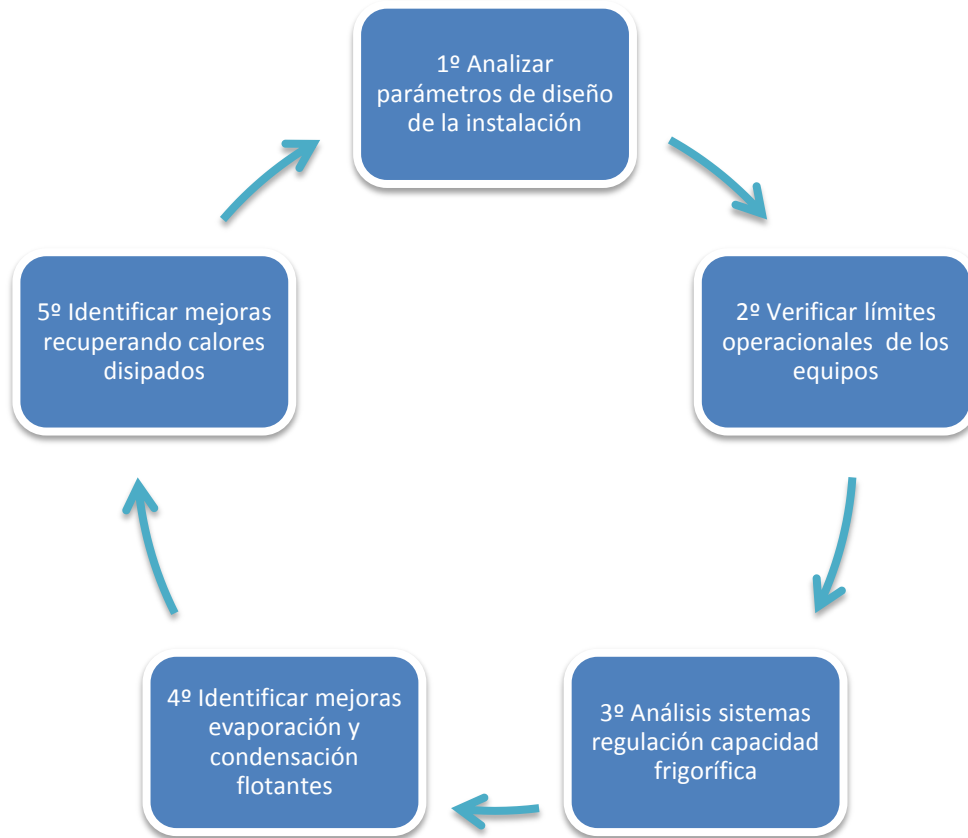 1º Analizar
parámetros de diseño
de la instalación
2º Verificar límites
operacionales  de los
equipos
3º Análisis sistemas
regulación capacidad
frigorífica
4º Identificar mejoras
evaporación y
condensación
flotantes
5º Identificar mejoras
recuperando calores
disipados